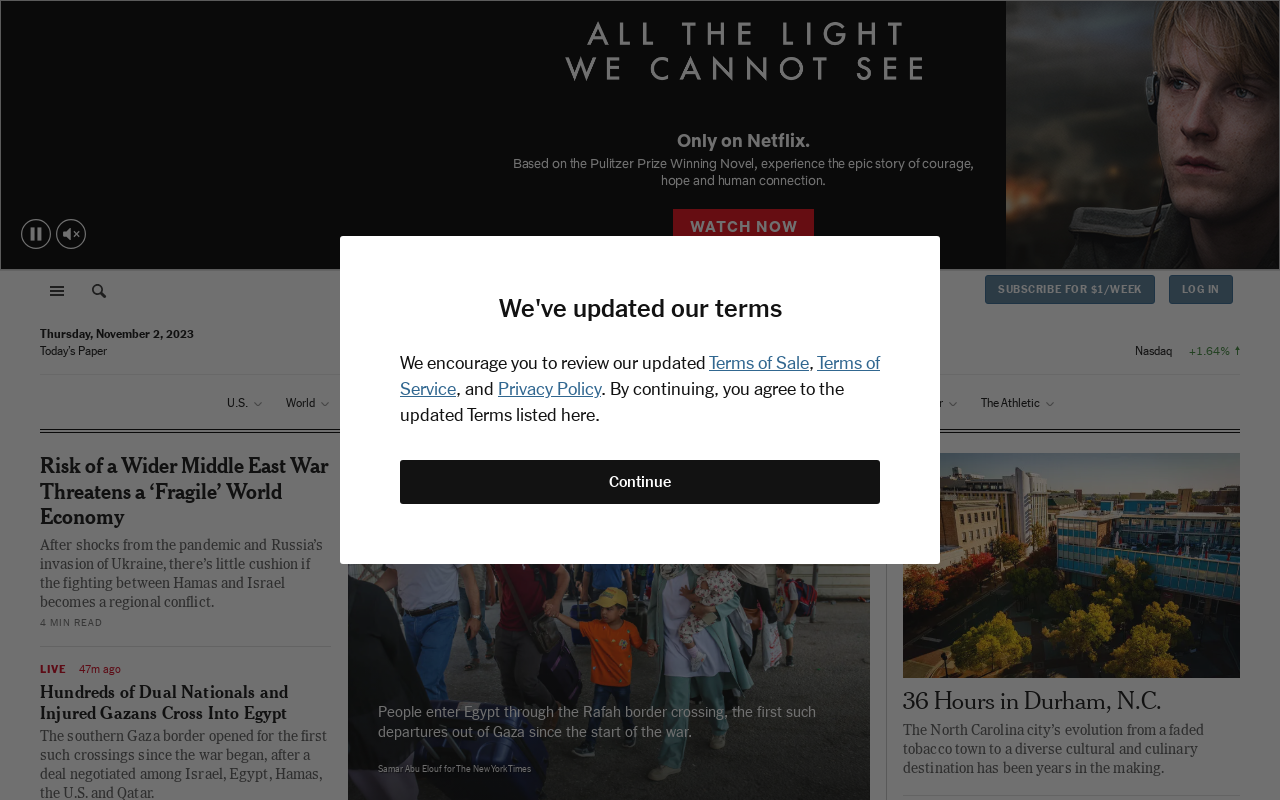 ALL THE LIGHT
WE CANNOT SEE
Only on Netflix.
Based on the Pulitzer Prize Winning Novel, experience the epic story of courage,
hope and human connection.
WATCH NOW
SUBSCRIBE FOR $1/WEEK
LOG IN
Thursday, November 2, 2023
Today's Paper
Nasdaq +1.64% ↑
U.S.
World
The Athletic
We've updated our terms
We encourage you to review our updated Terms of Sale, Terms of
Service, and Privacy Policy. By continuing, you agree to the
updated Terms listed here.
Continue
Risk of a Wider Middle East War
Threatens a ‘Fragile’ World
Economy
After shocks from the pandemic and Russia’s
invasion of Ukraine, there’s little cushion if
the fighting between Hamas and Israel
becomes a regional conflict.
4 MIN READ
LIVE 47m ago
Hundreds of Dual Nationals and
Injured Gazans Cross Into Egypt
The southern Gaza border opened for the first
such crossings since the war began, after a
deal negotiated among Israel, Egypt, Hamas,
the U.S. and Qatar.
People enter Egypt through the Rafah border crossing, the first such
departures out of Gaza since the start of the war.
Samar Abu Elouf for The New York Times
36 Hours in Durham, N.C.
The North Carolina city’s evolution from a faded
tobacco town to a diverse cultural and culinary
destination has been years in the making.